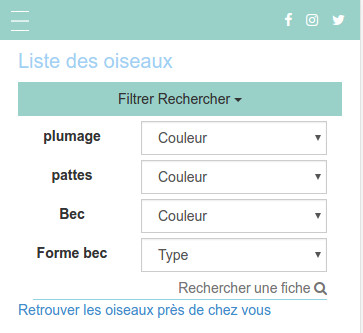 Liste des oiseaux
Filtrer Rechercher
plumage Couleur
pattes Couleur
Bec Couleur
Forme bec Type
Rechercher une fiche
Retrouver les oiseaux près de chez vous